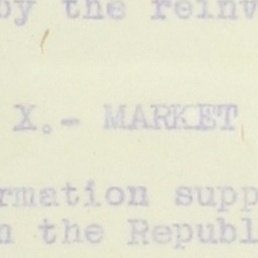 by the reinv
X.- MARKET
rmation supp
n the Republ